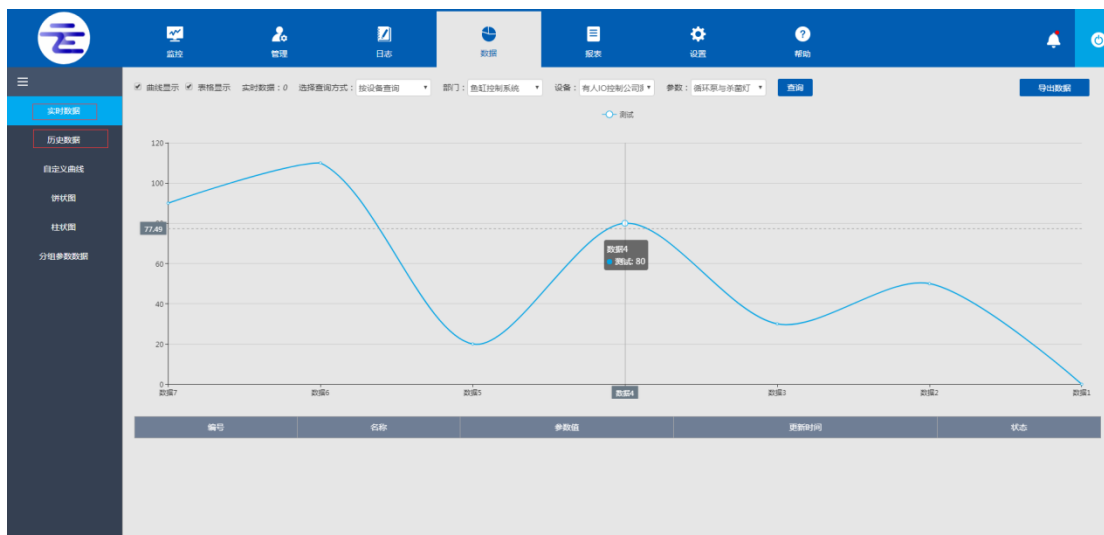 监控 管理 日志 数据 报表 设置 帮助
曲线显示 表格显示 实时数据：0 选择查询方式： 按设备查询 部门： 鱼缸控制系统 设备： 有人IO控制公司 参数： 循环泵与杀菌灯 查询 导出数据
实时数据
历史数据
自定义曲线
饼状图
柱状图
分组参数数据
测试
120
100
77.49
60
40
20
0
数据4
测试: 80
数据7 数据6 数据5 数据4 数据3 数据2 数据1
编号 名称 参数值 更新时间 状态